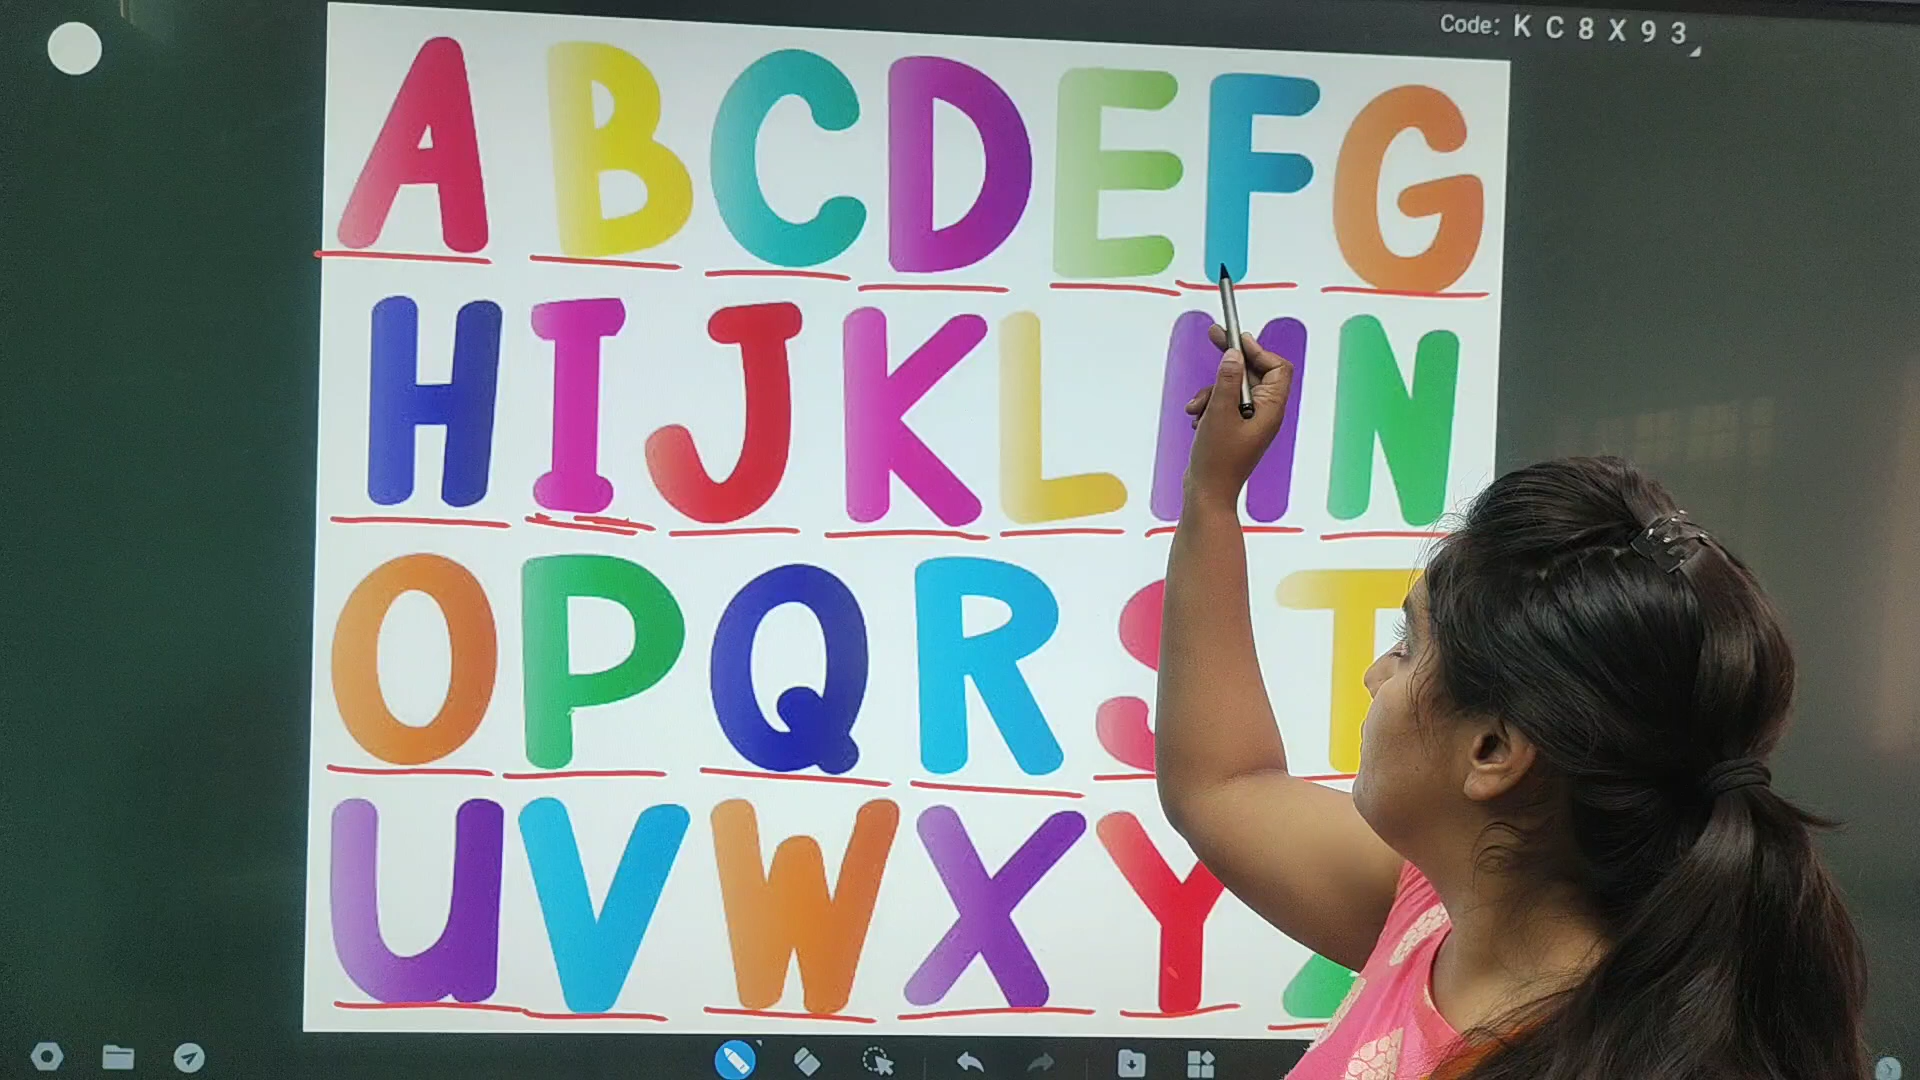 Code: K C 8 X 9 3
A B C D E F G
H I J K L M N
O P Q R S T
U V W X Y Z